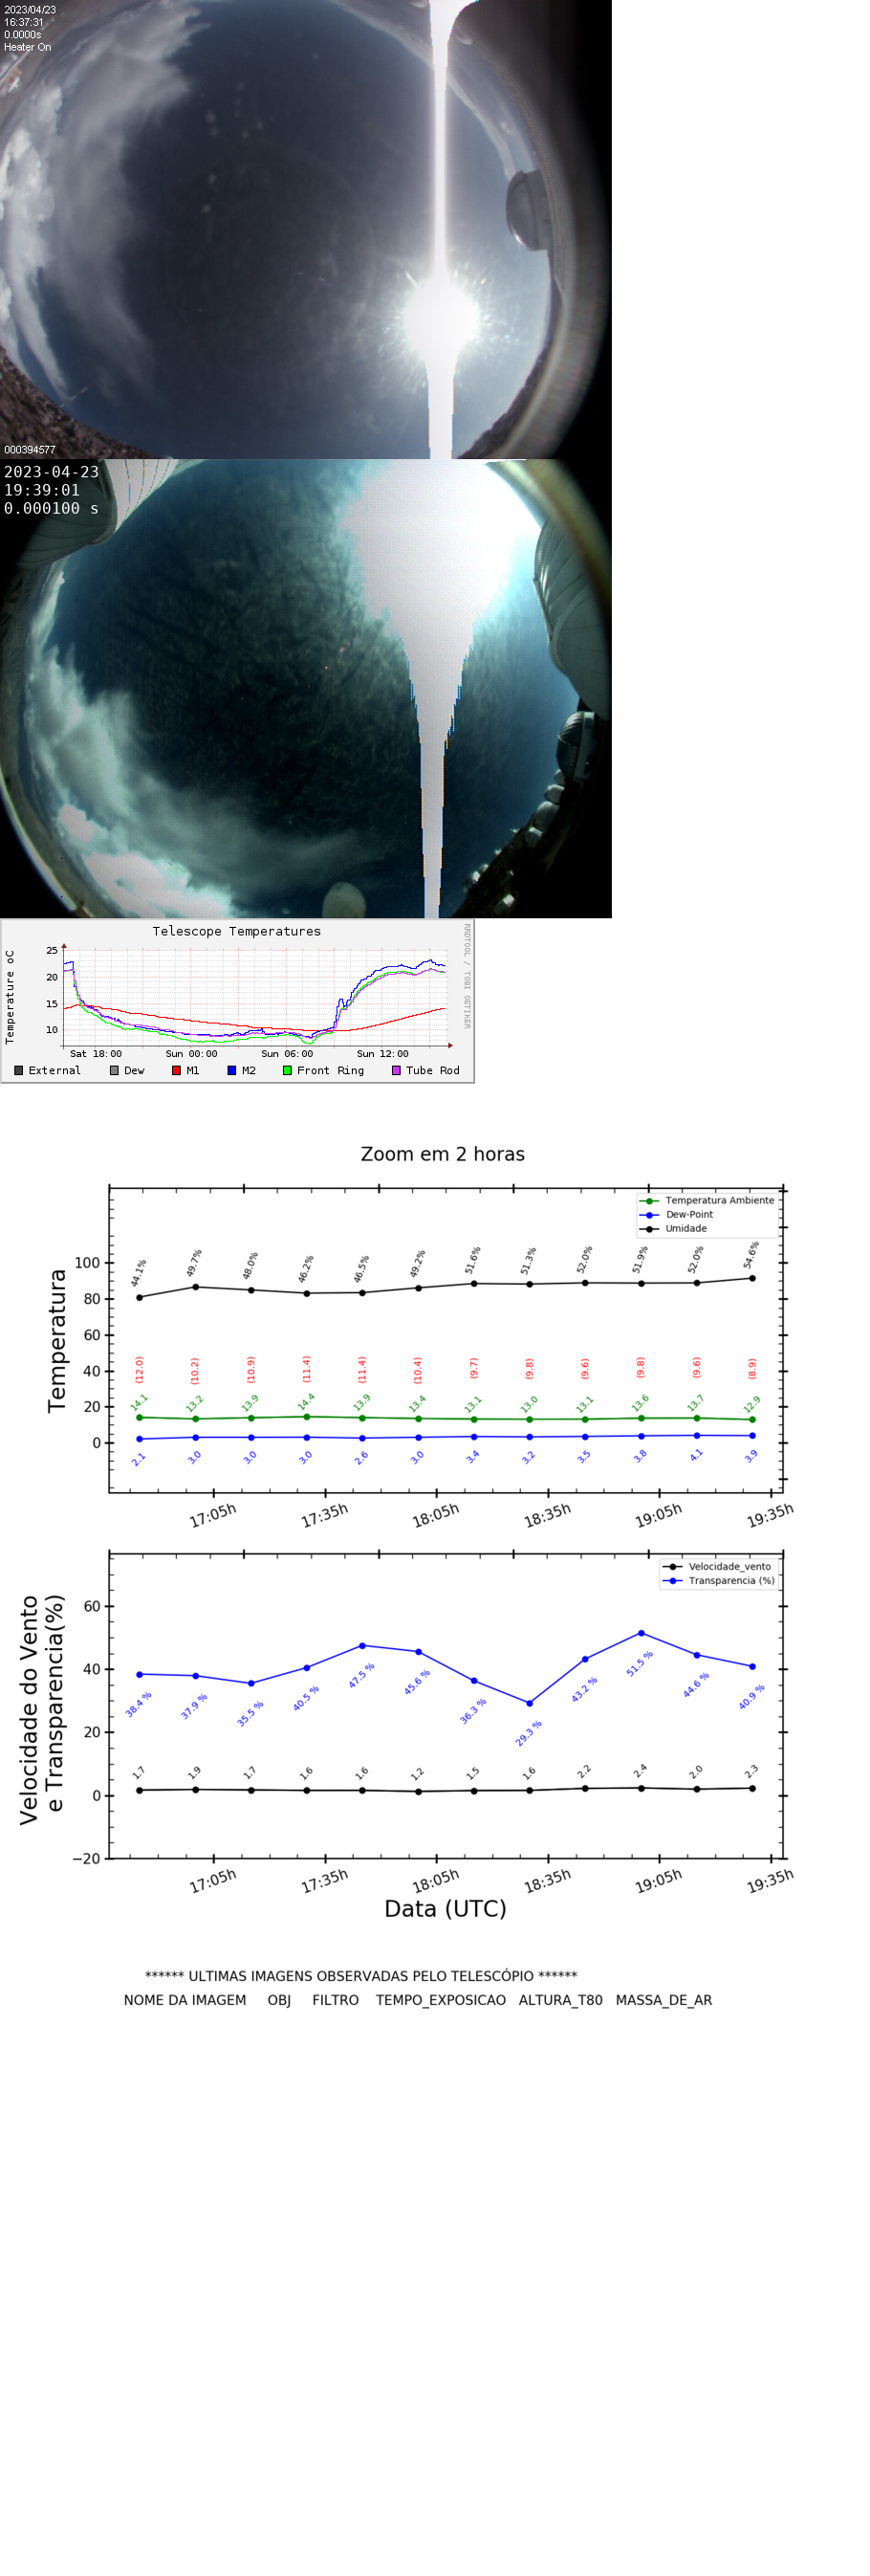 2023/04/23
16:37:31
0.0000s
Heater On
000394577
2023-04-23
19:39:01
0.000100 s
Telescope Temperatures
RRDTOOL / TOBI OETIKER
Temperature oC
25
20
15
10
Sat 18:00 Sun 00:00 Sun 06:00 Sun 12:00
External Dew M1 M2 Front Ring Tube Rod
Zoom em 2 horas
Temperatura Ambiente
Dew-Point
Umidade
Temperatura
100
80
60
40
20
0
44.1% 49.7% 48.0% 46.2% 46.5% 49.2% 51.6% 51.3% 52.0% 51.9% 52.0% 54.6%
(12.0) (10.2) (10.9) (11.4) (11.4) (10.4) (9.7) (9.8) (9.6) (9.8) (9.6) (8.9)
14.1 13.2 13.9 14.4 13.9 13.4 13.1 13.0 13.1 13.6 13.7 12.9
2.1 3.0 3.0 3.0 2.6 3.0 3.4 3.2 3.5 3.8 4.1 3.9
17:05h 17:35h 18:05h 18:35h 19:05h 19:35h
Velocidade_vento
Transparencia (%)
Velocidade do Vento
e Transparencia(%)
60
40
20
0
−20
38.4 % 37.9 % 35.5 % 40.5 % 47.5 % 45.6 % 36.3 % 29.3 % 43.2 % 51.5 % 44.6 % 40.9 %
1.7 1.9 1.7 1.6 1.6 1.2 1.5 1.6 2.2 2.4 2.0 2.3
17:05h 17:35h 18:05h 18:35h 19:05h 19:35h
Data (UTC)
****** ULTIMAS IMAGENS OBSERVADAS PELO TELESCÓPIO ******
NOME DA IMAGEM OBJ FILTRO TEMPO_EXPOSICAO ALTURA_T80 MASSA_DE_AR